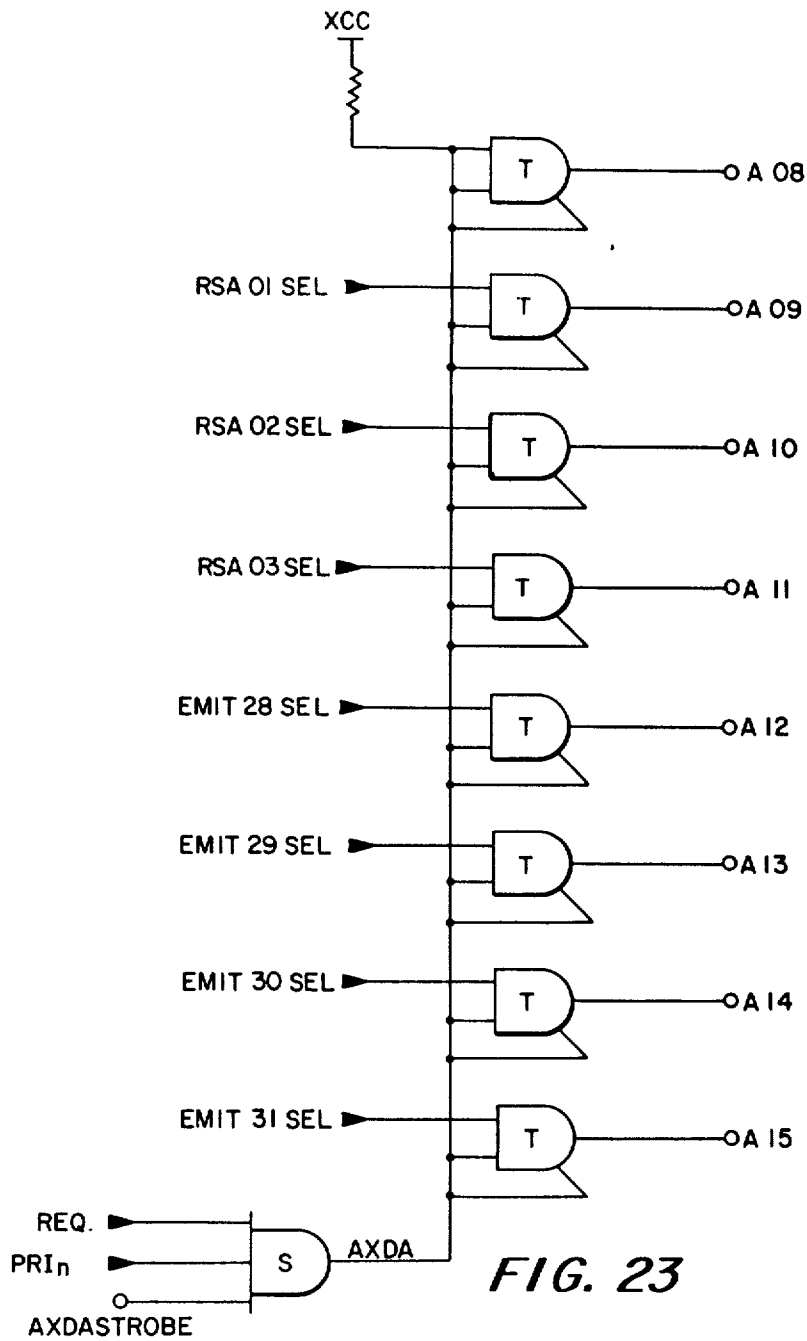 XCC
T
A 08
RSA 01 SEL
T
A 09
RSA 02 SEL
T
A 10
RSA 03 SEL
T
A 11
EMIT 28 SEL
T
A 12
EMIT 29 SEL
T
A 13
EMIT 30 SEL
T
A 14
EMIT 31 SEL
T
A 15
REQ.
PRIn
AXDASTROBE
S
AXDA
FIG. 23